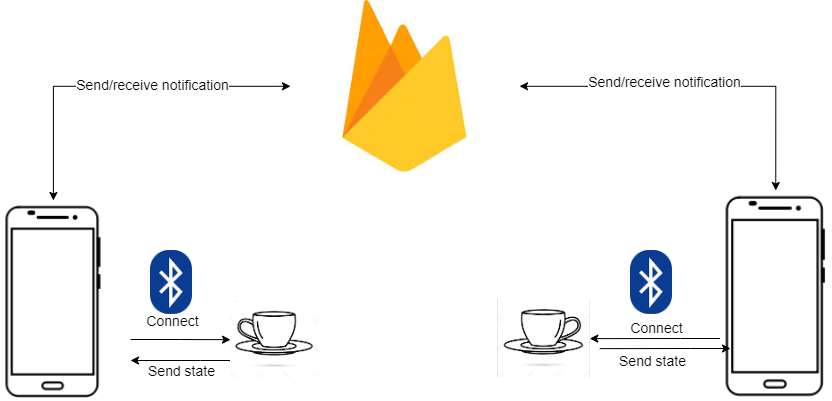 Send/receive notification
Send/receive notification
Connect
Send state
Connect
Send state